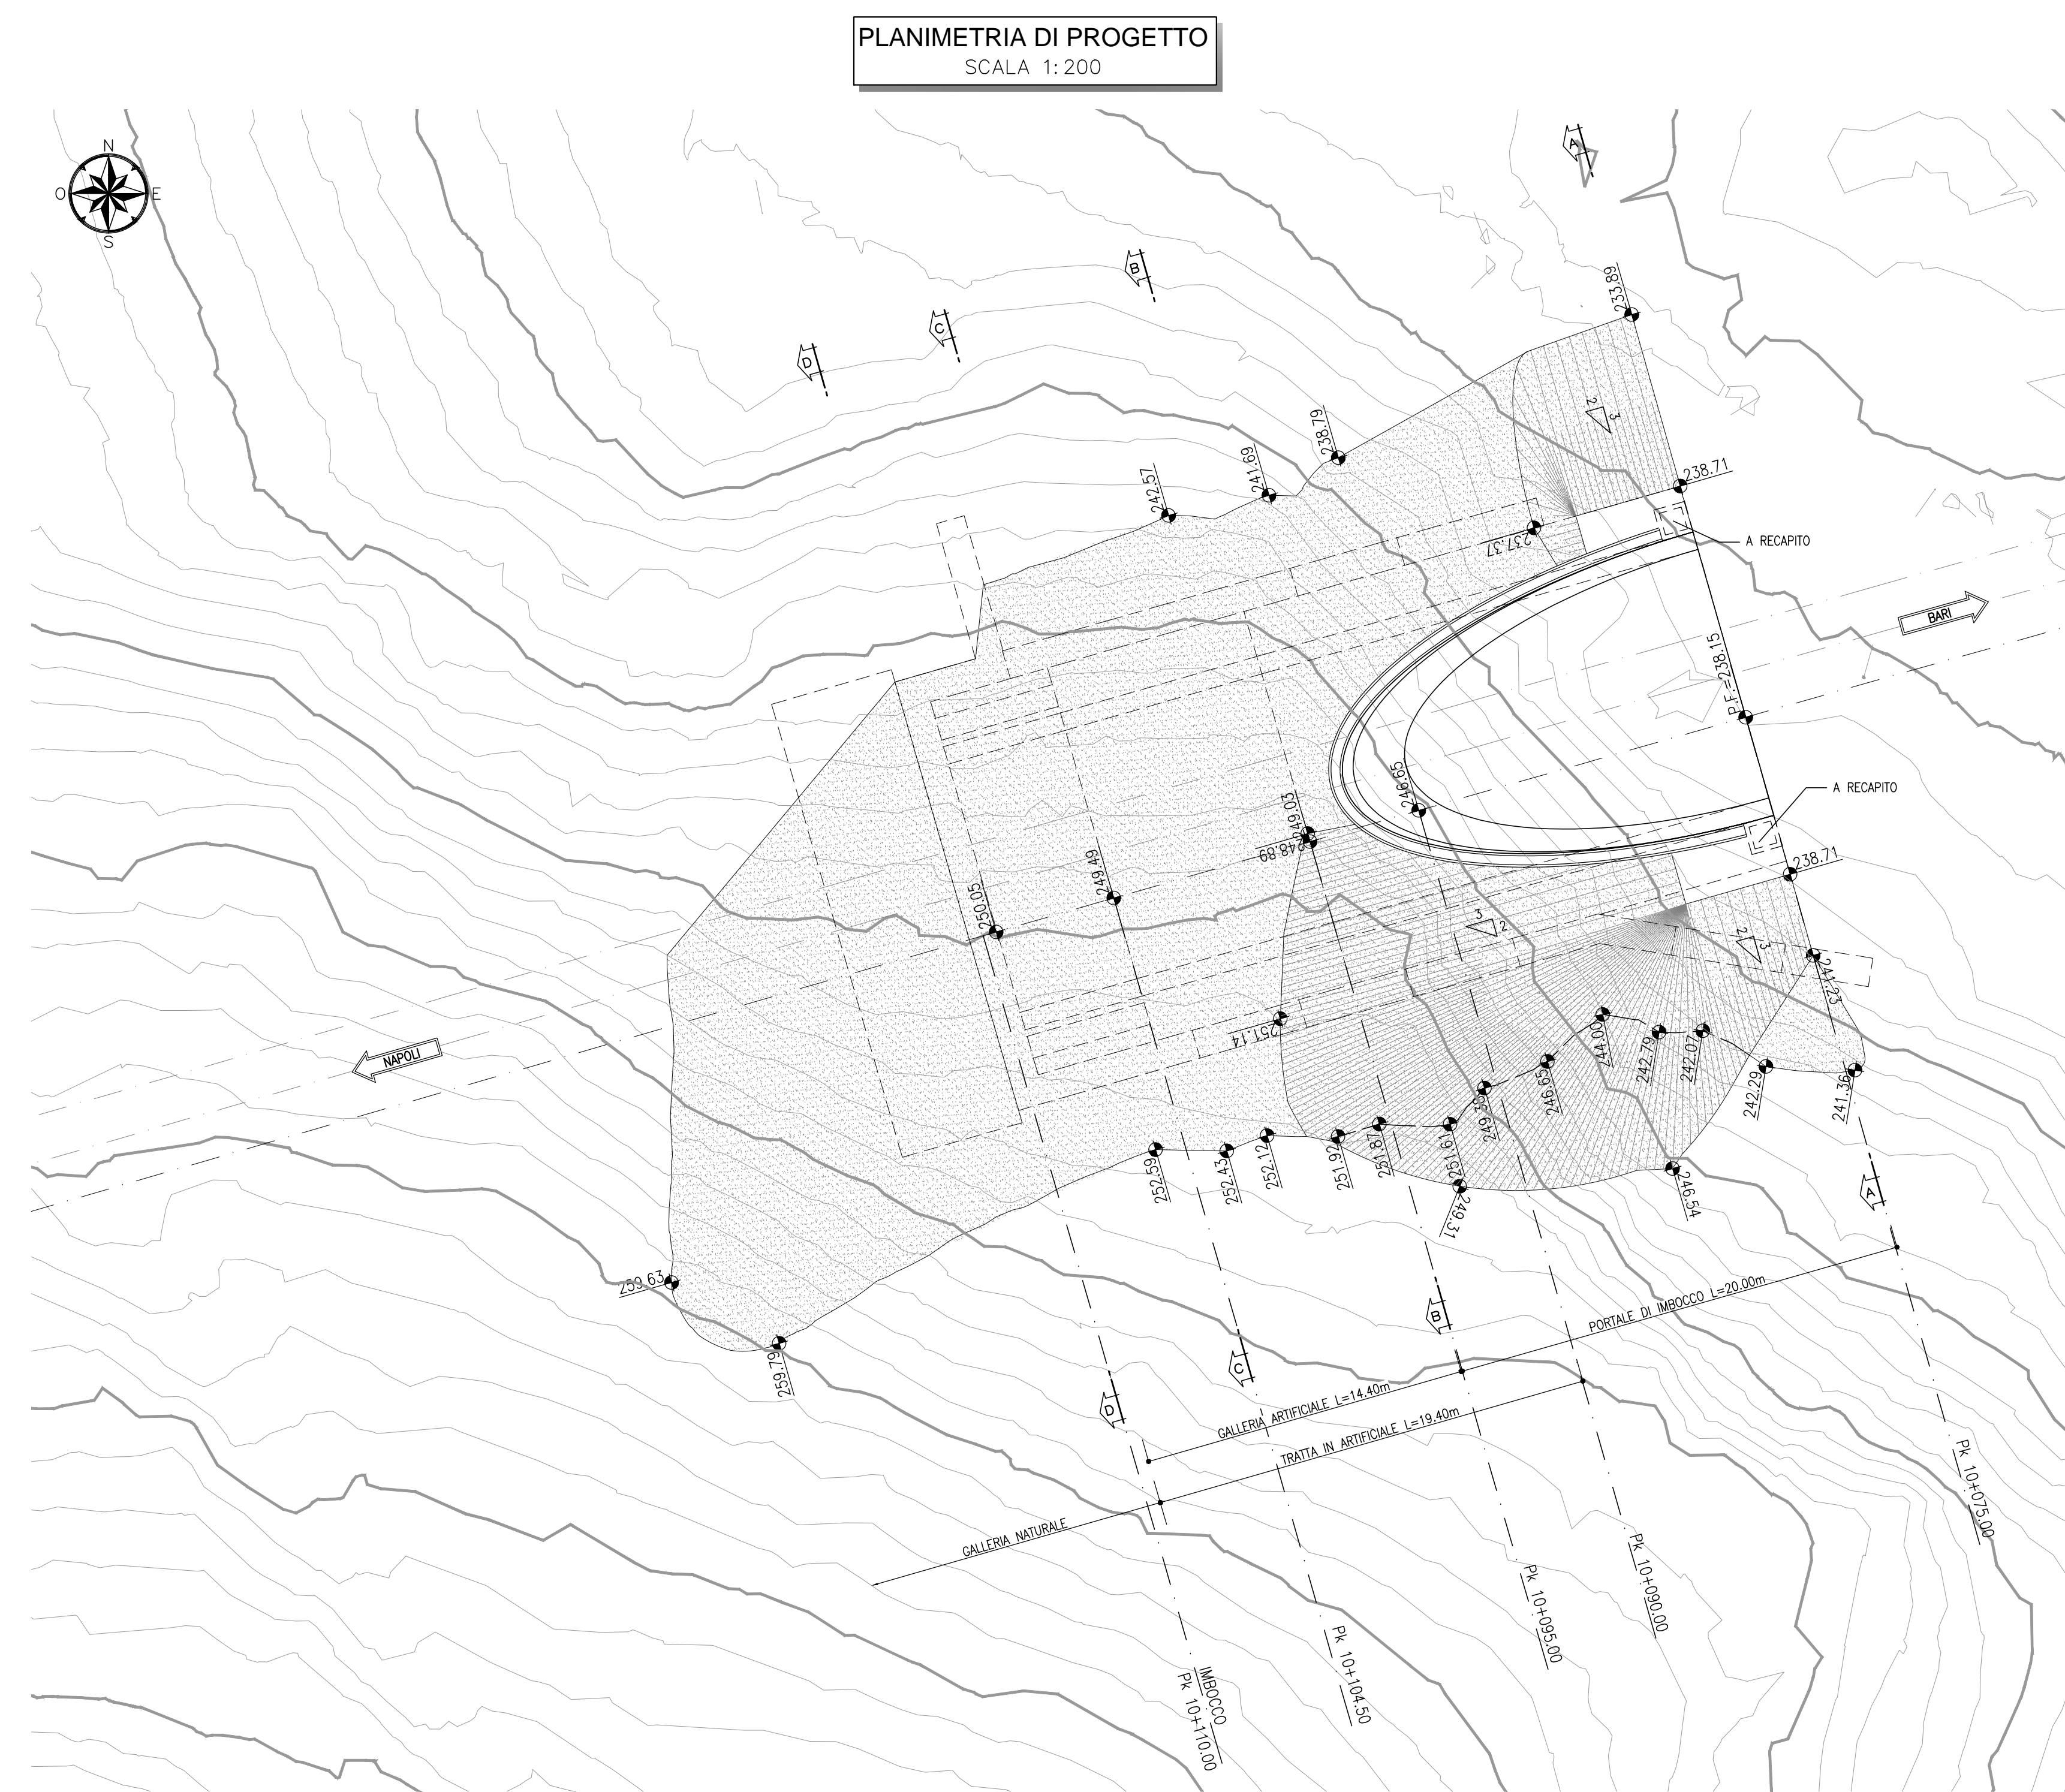 PLANIMETRIA DI PROGETTO
SCALA 1:200
N
O
E
S
A
B
C
D
233.89
238.79
241.69
242.57
2
3
238.71
237.37
A RECAPITO
BARI
P.F.=238.15
246.65
A RECAPITO
249.03
248.89
238.71
249.49
250.05
3
2
2
3
241.23
251.14
244.00
242.79
242.07
NAPOLI
246.65
242.29
241.36
249.38
252.59
252.43
252.12
251.92
251.87
251.61
249.31
246.54
A
259.63
259.79
B
C
D
PORTALE DI IMBOCCO L=20.00m
GALLERIA ARTIFICIALE L=14.40m
TRATTA IN ARTIFICIALE L=19.40m
GALLERIA NATURALE
Pk 10+075.00
Pk 10+090.00
Pk 10+095.00
Pk 10+104.50
IMBOCCO
Pk 10+110.00